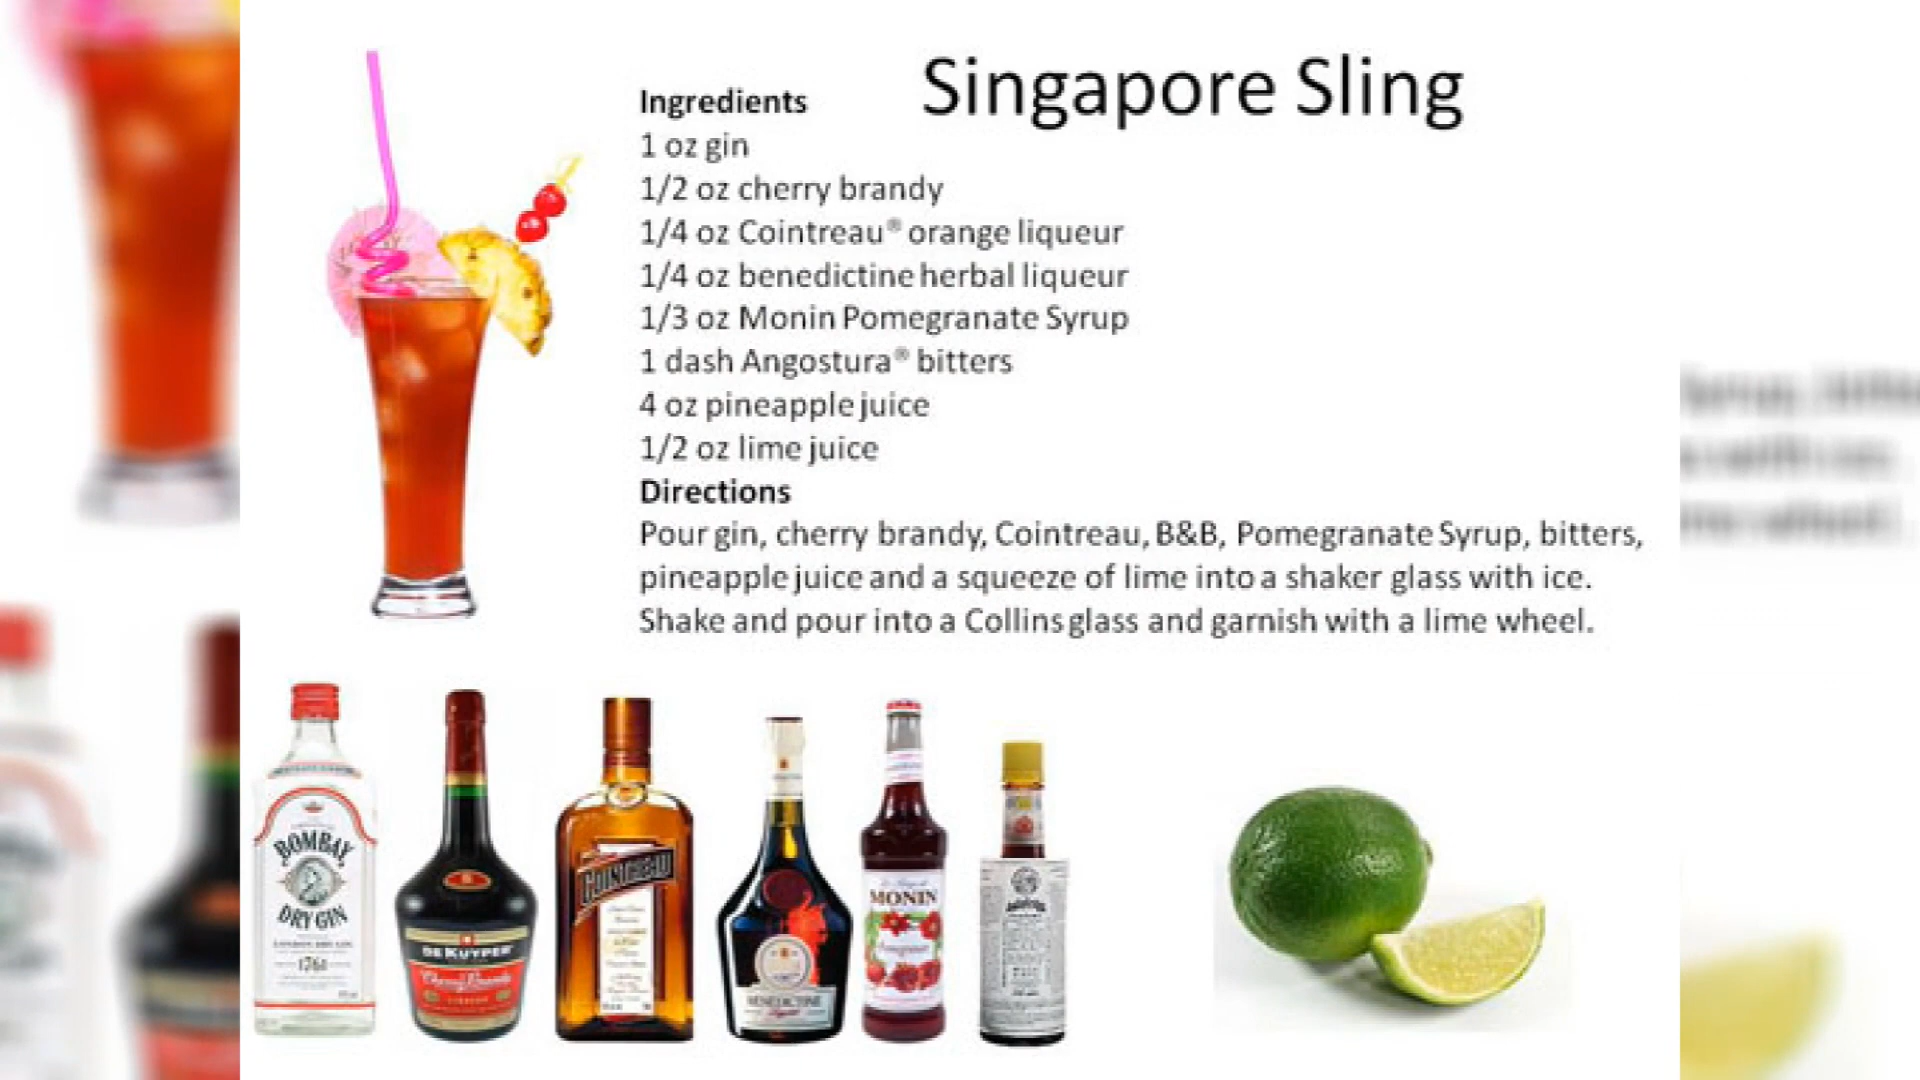 Singapore Sling
Ingredients
1 oz gin
1/2 oz cherry brandy
1/4 oz Cointreau® orange liqueur
1/4 oz benedictine herbal liqueur
1/3 oz Monin Pomegranate Syrup
1 dash Angostura® bitters
4 oz pineapple juice
1/2 oz lime juice
Directions
Pour gin, cherry brandy, Cointreau, B&B, Pomegranate Syrup, bitters,
pineapple juice and a squeeze of lime into a shaker glass with ice.
Shake and pour into a Collins glass and garnish with a lime wheel.
BOMBAY
DRY GIN
LONDON DRY GIN
1761
DE KUYPER
Cherry Brandy
COINTREAU
BENEDICTINE
MONIN